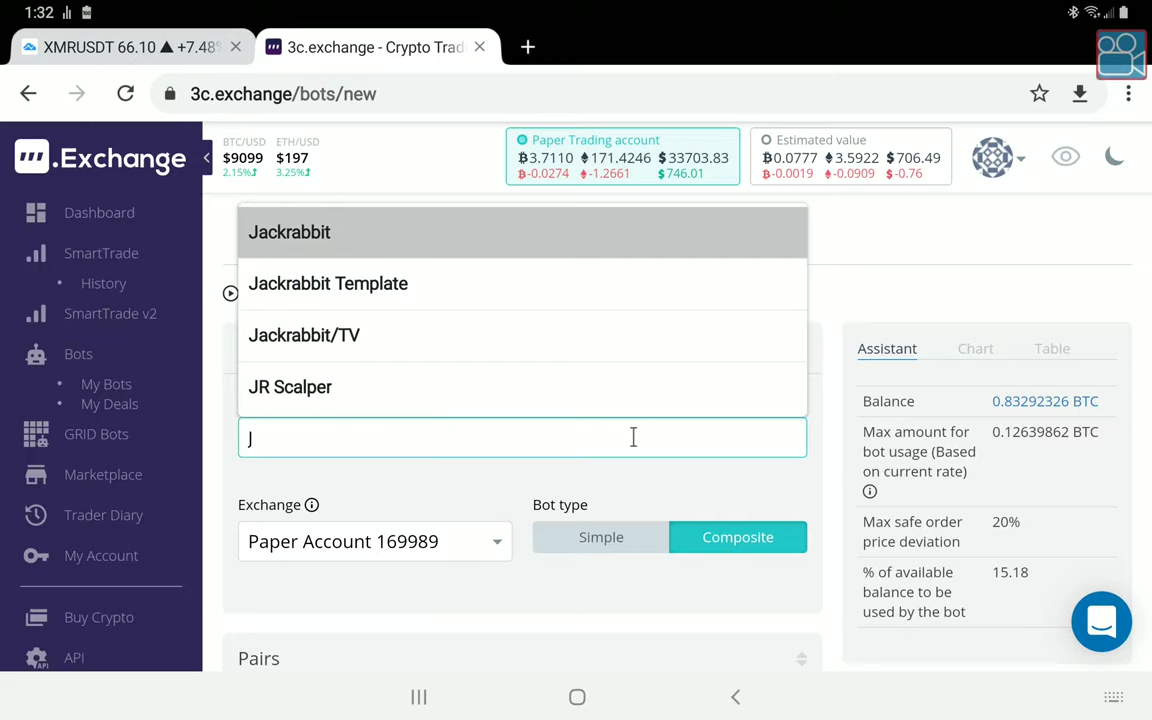 1:32
XMRUSDT 66.10 ▲ +7.48%
3c.exchange - Crypto Trad
3c.exchange/bots/new
.Exchange
BTC/USD ETH/USD
$9099 $197
2.15% 3.25%
Paper Trading account
3.7110 171.4246 $33703.83
-0.0274 -1.2661 $746.01
Estimated value
0.0777 3.5922 $706.49
-0.0019 -0.0909 $-0.76
Dashboard
SmartTrade
• History
SmartTrade v2
Bots
• My Bots
• My Deals
GRID Bots
Marketplace
Trader Diary
My Account
Buy Crypto
API
Jackrabbit
Jackrabbit Template
Jackrabbit/TV
JR Scalper
J
Exchange
Bot type
Paper Account 169989
Simple
Composite
Pairs
Assistant Chart Table
Balance 0.83292326 BTC
Max amount for 0.12639862 BTC
bot usage (Based
on current rate)
Max safe order 20%
price deviation
% of available 15.18
balance to be
used by the bot